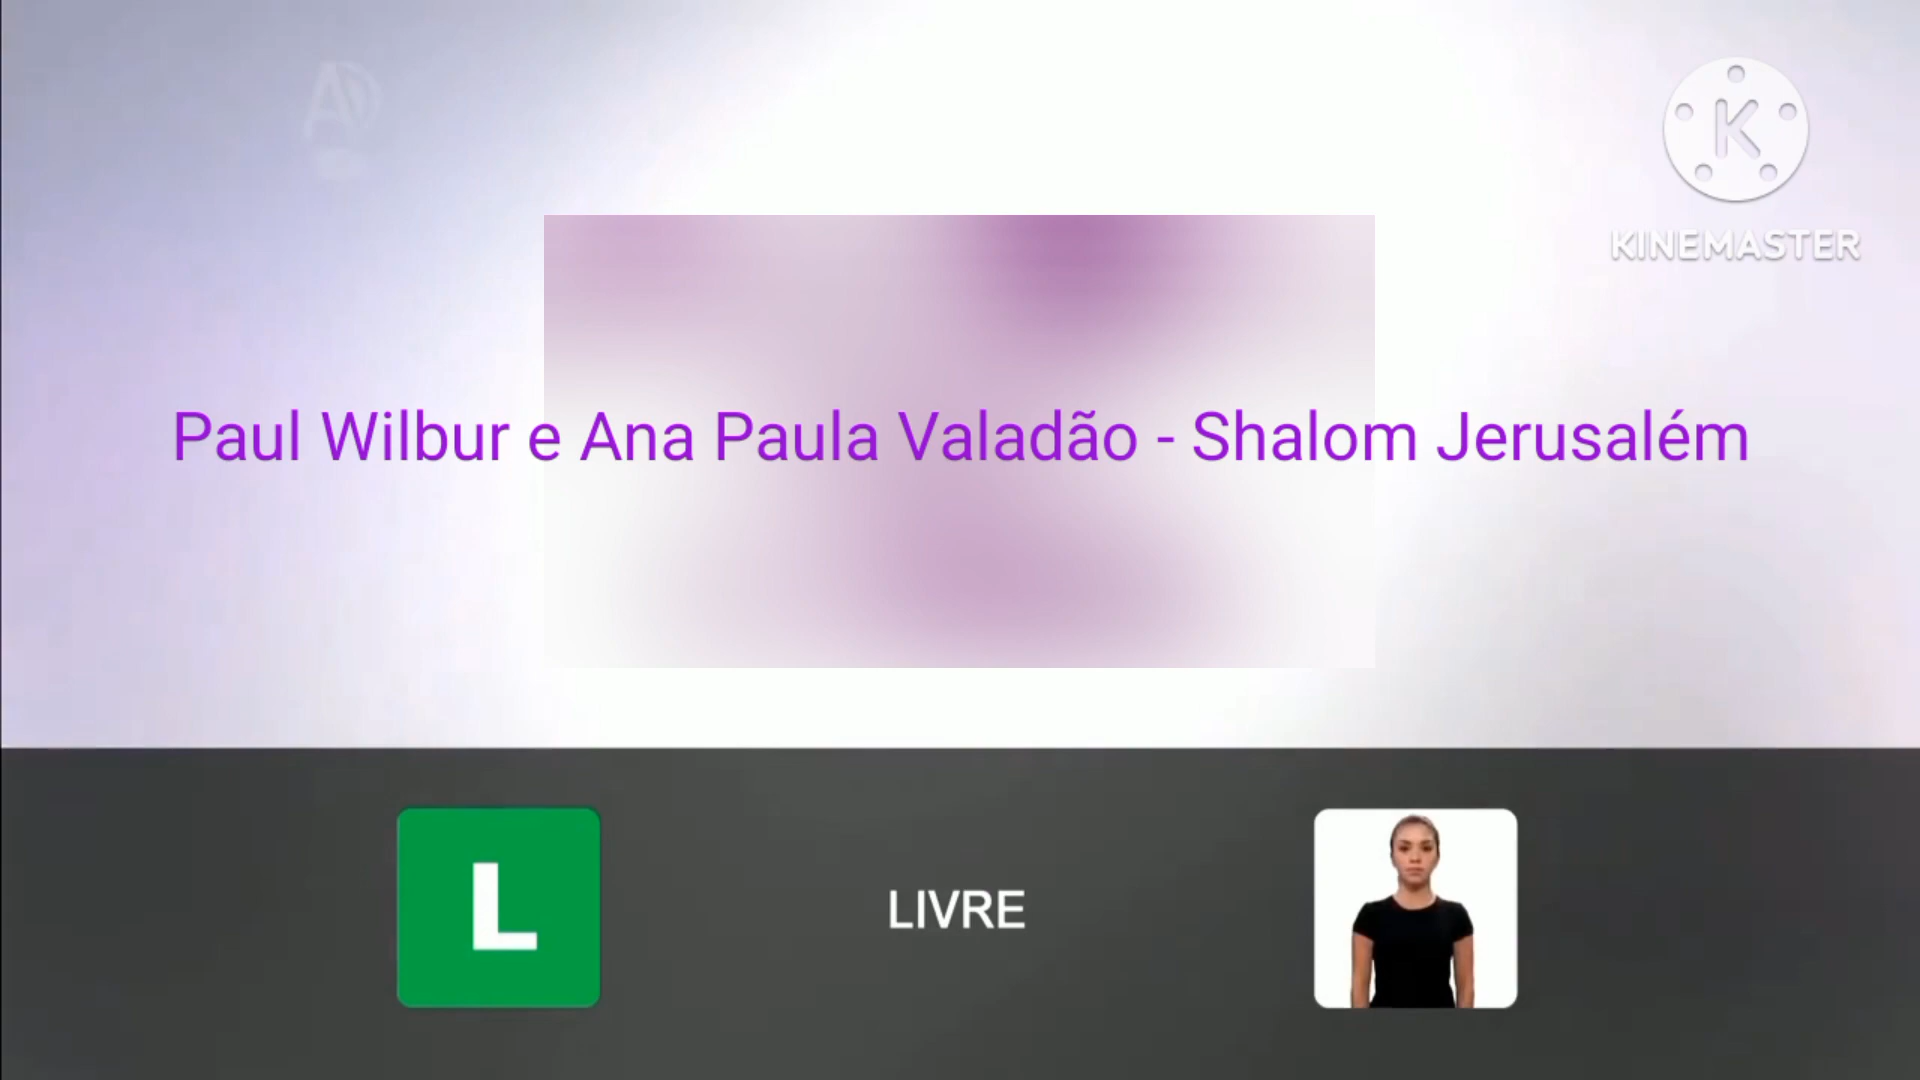 KINEMASTER
Paul Wilbur e Ana Paula Valadão - Shalom Jerusalém
L
LIVRE